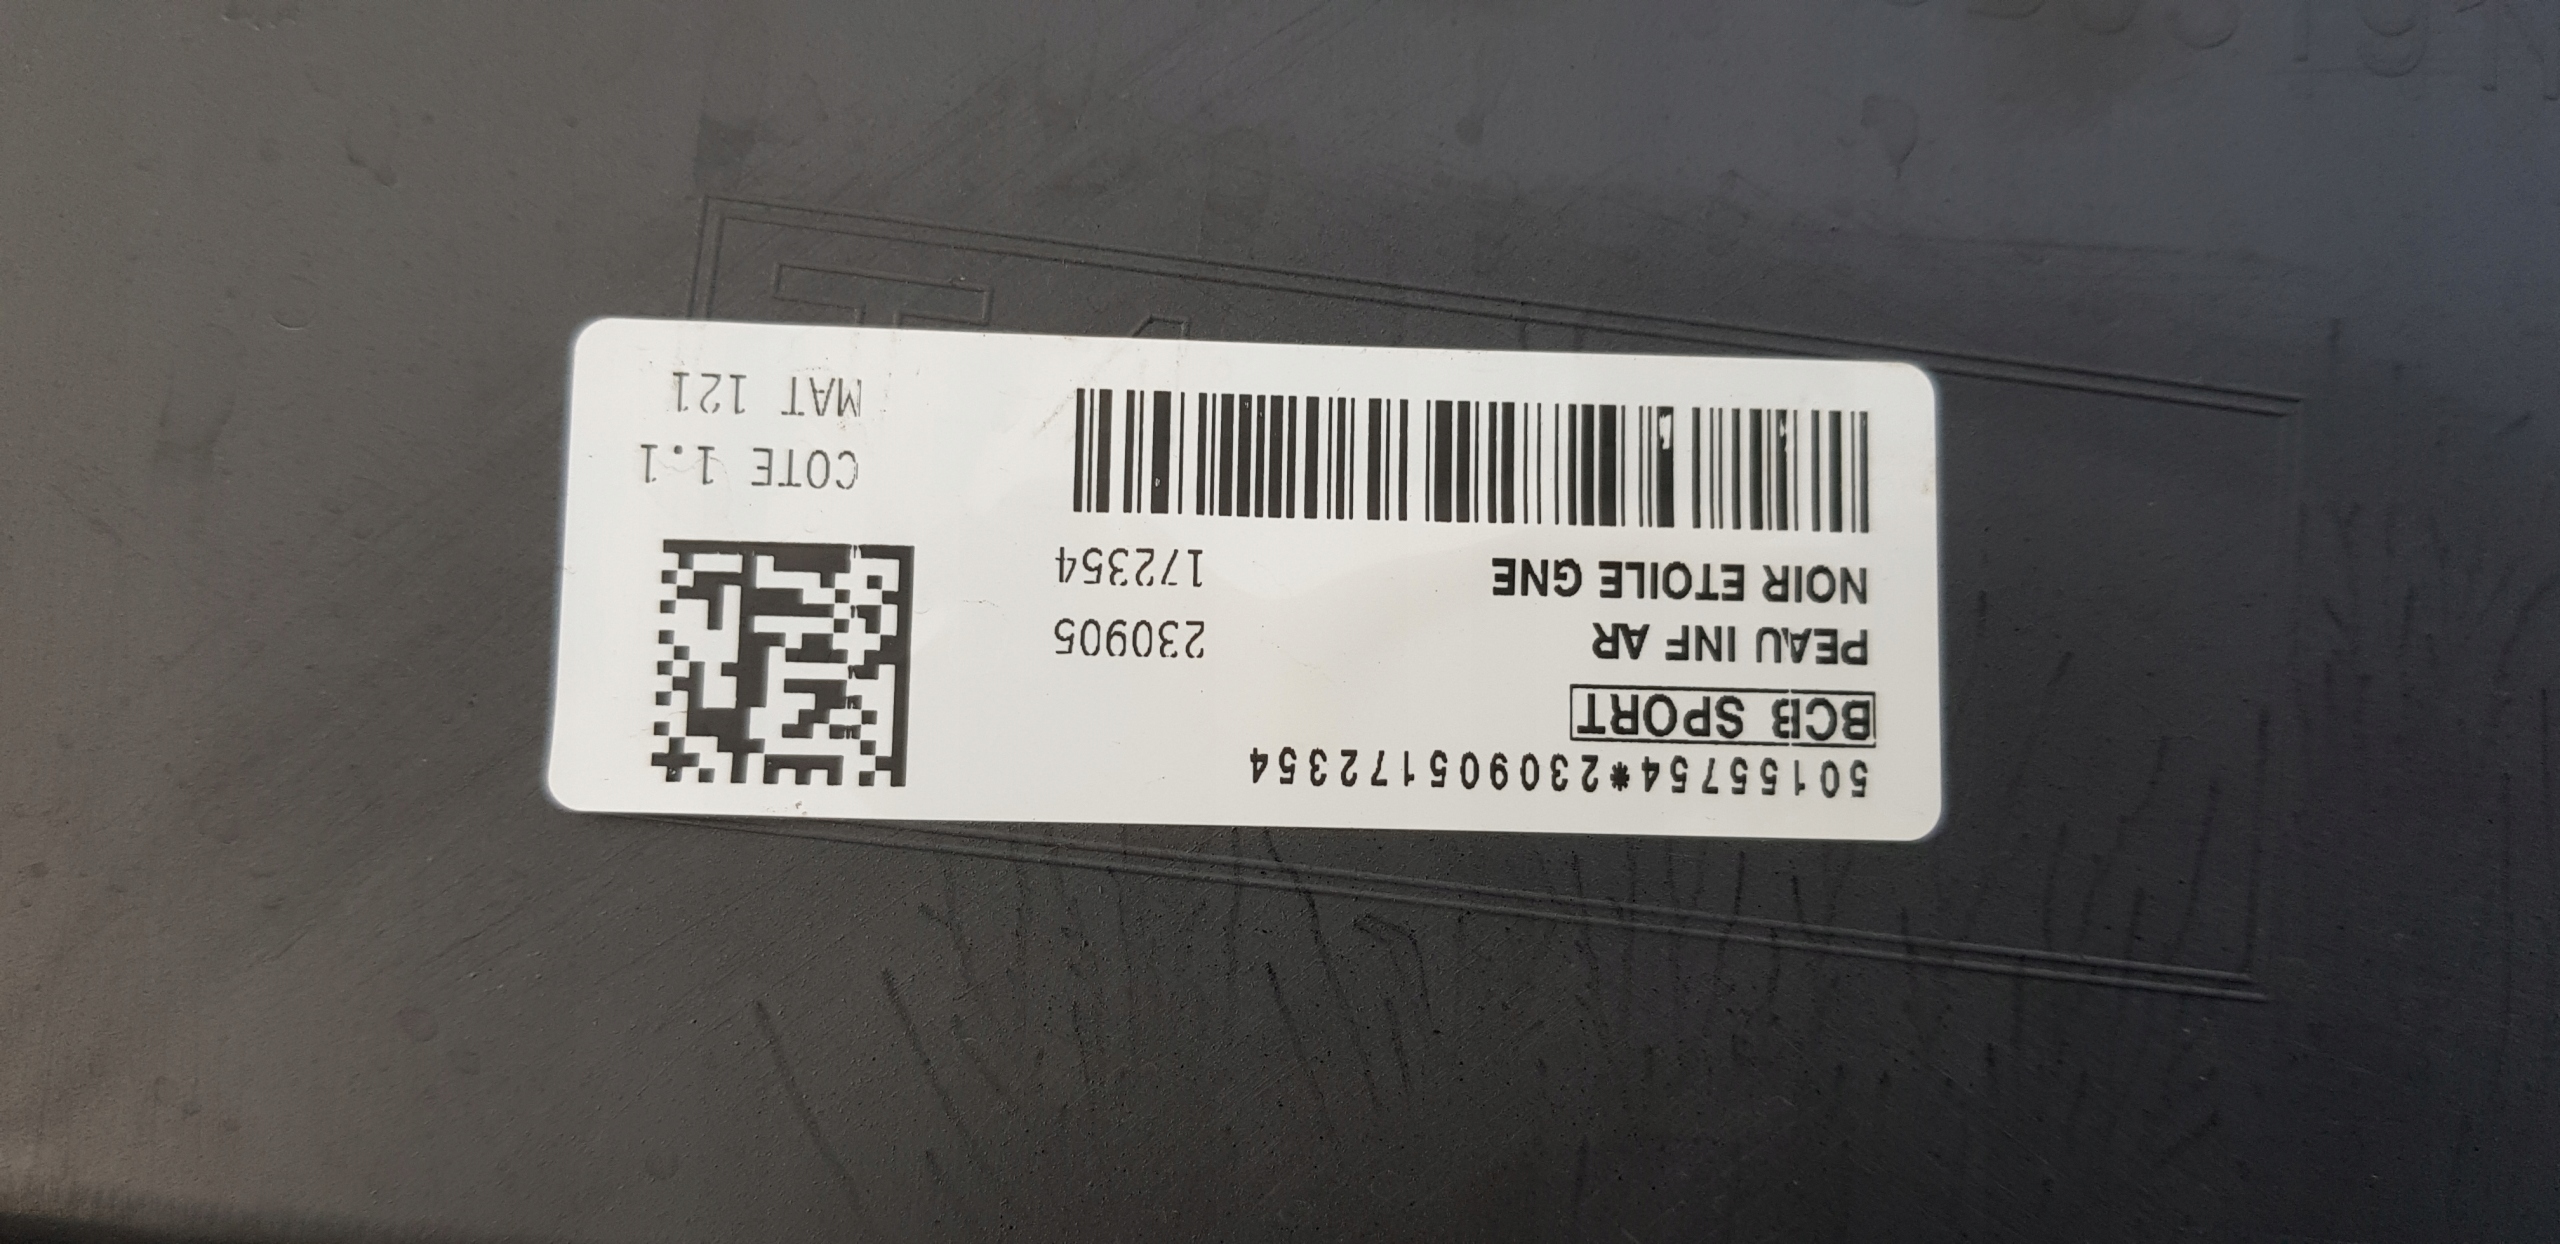 50155754*230905172354
BCB SPORT
PEAU INF AR
230905
NOIR ETOILE GNE
172354
COTE 1.1
MAT 121